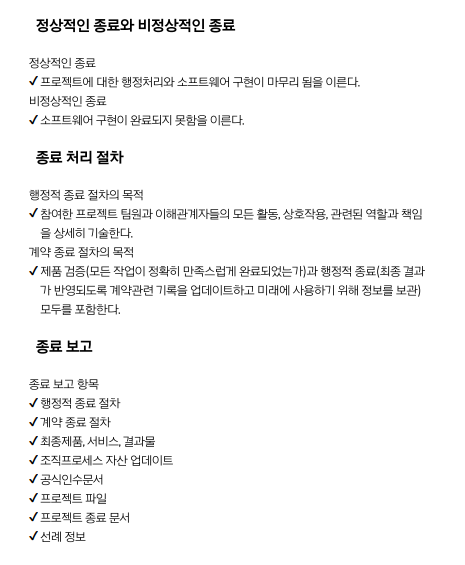 정상적인 종료와 비정상적인 종료
정상적인 종료
✓ 프로젝트에 대한 행정처리와 소프트웨어 구현이 마무리 됨을 이른다.
비정상적인 종료
✓ 소프트웨어 구현이 완료되지 못함을 이른다.
종료 처리 절차
행정적 종료 절차의 목적
✓ 참여한 프로젝트 팀원과 이해관계자들의 모든 활동, 상호작용, 관련된 역할과 책임
을 상세히 기술한다.
계약 종료 절차의 목적
✓ 제품 검증(모든 작업이 정확히 만족스럽게 완료되었는가)과 행정적 종료(최종 결과
가 반영되도록 계약관련 기록을 업데이트하고 미래에 사용하기 위해 정보를 보관)
모두를 포함한다.
종료 보고
종료 보고 항목
✓ 행정적 종료 절차
✓ 계약 종료 절차
✓ 최종제품, 서비스, 결과물
✓ 조직프로세스 자산 업데이트
✓ 공식인수문서
✓ 프로젝트 파일
✓ 프로젝트 종료 문서
✓ 선례 정보